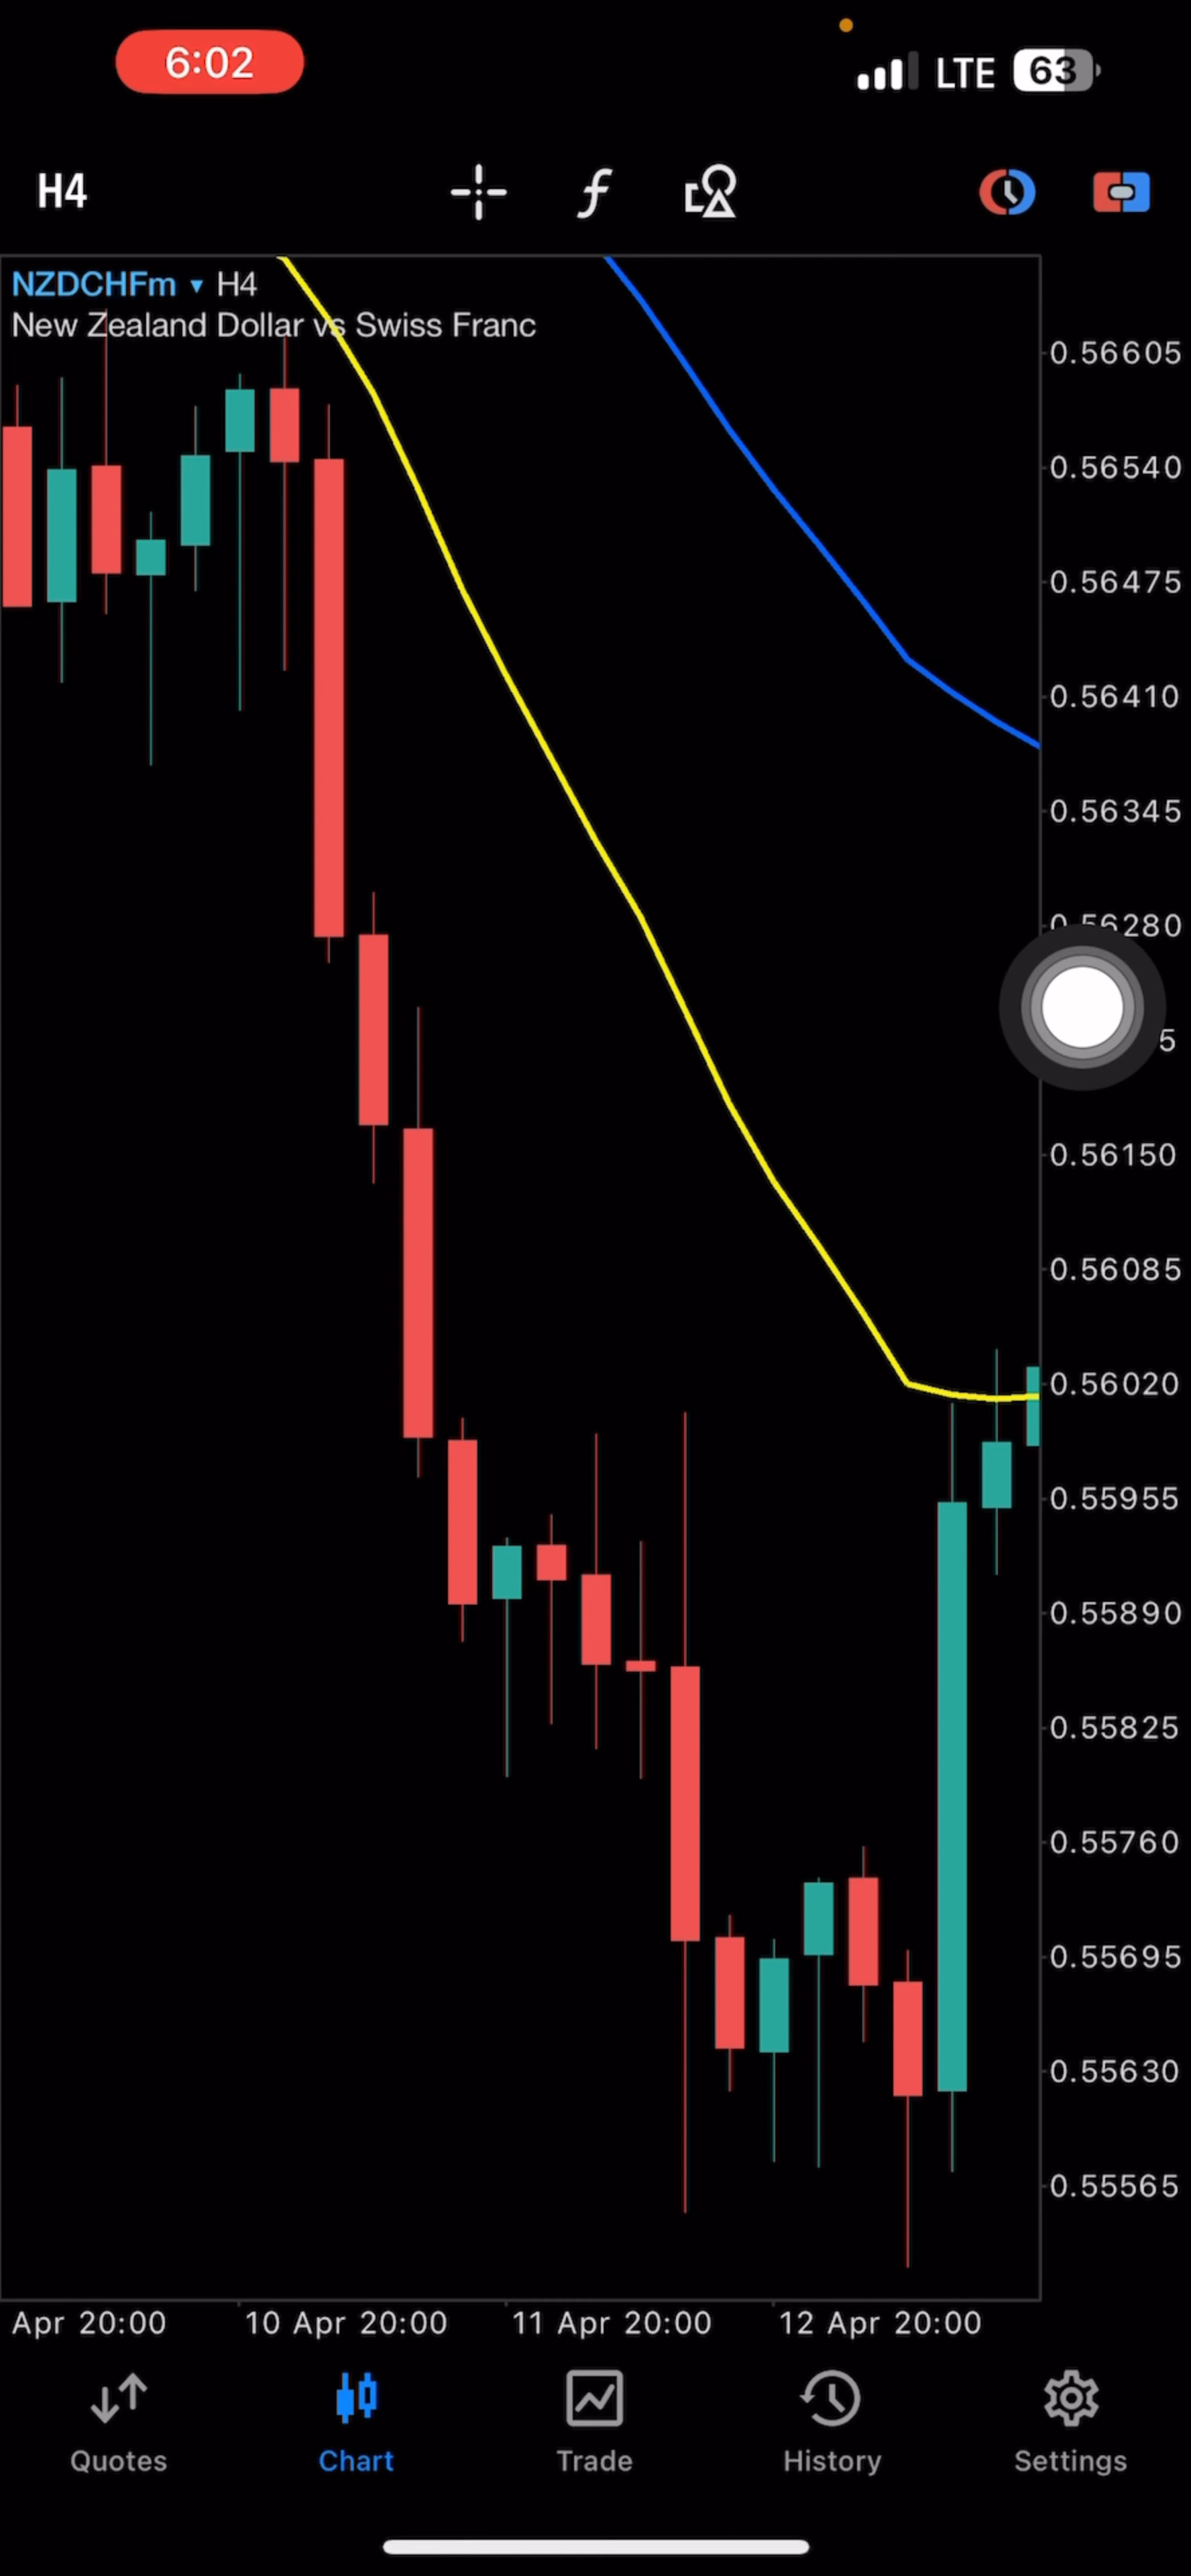 6:02 LTE 63
H4 f
NZDCHFm ▾ H4
New Zealand Dollar vs Swiss Franc
0.56605
0.56540
0.56475
0.56410
0.56345
0.56280
5
0.56150
0.56085
0.56020
0.55955
0.55890
0.55825
0.55760
0.55695
0.55630
0.55565
Apr 20:00 10 Apr 20:00 11 Apr 20:00 12 Apr 20:00
Quotes Chart Trade History Settings